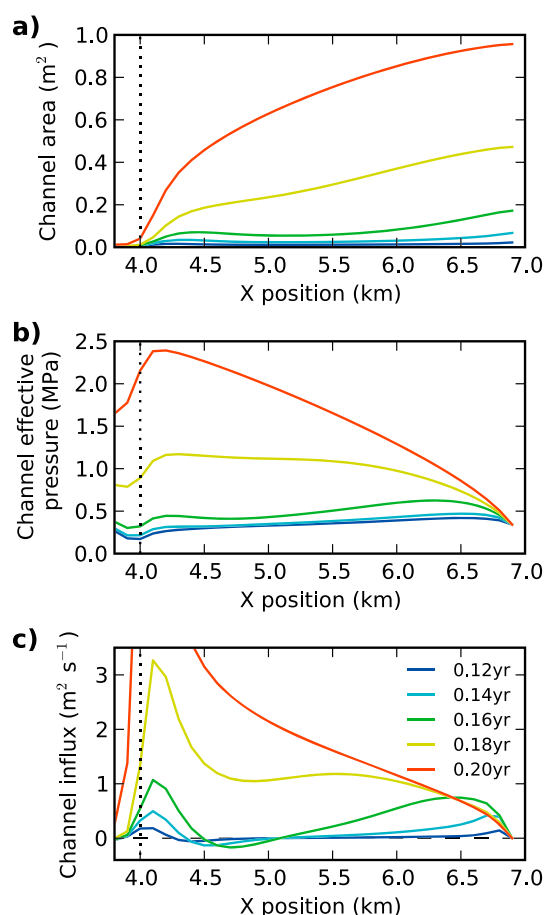 a)
Channel area (m²)
1.0
0.8
0.6
0.4
0.2
0.0
4.0 4.5 5.0 5.5 6.0 6.5 7.0
X position (km)
b)
Channel effective
pressure (MPa)
2.5
2.0
1.5
1.0
0.5
0.0
4.0 4.5 5.0 5.5 6.0 6.5 7.0
X position (km)
c)
Channel influx (m² s⁻¹)
3
2
1
0
0.12yr
0.14yr
0.16yr
0.18yr
0.20yr
4.0 4.5 5.0 5.5 6.0 6.5 7.0
X position (km)